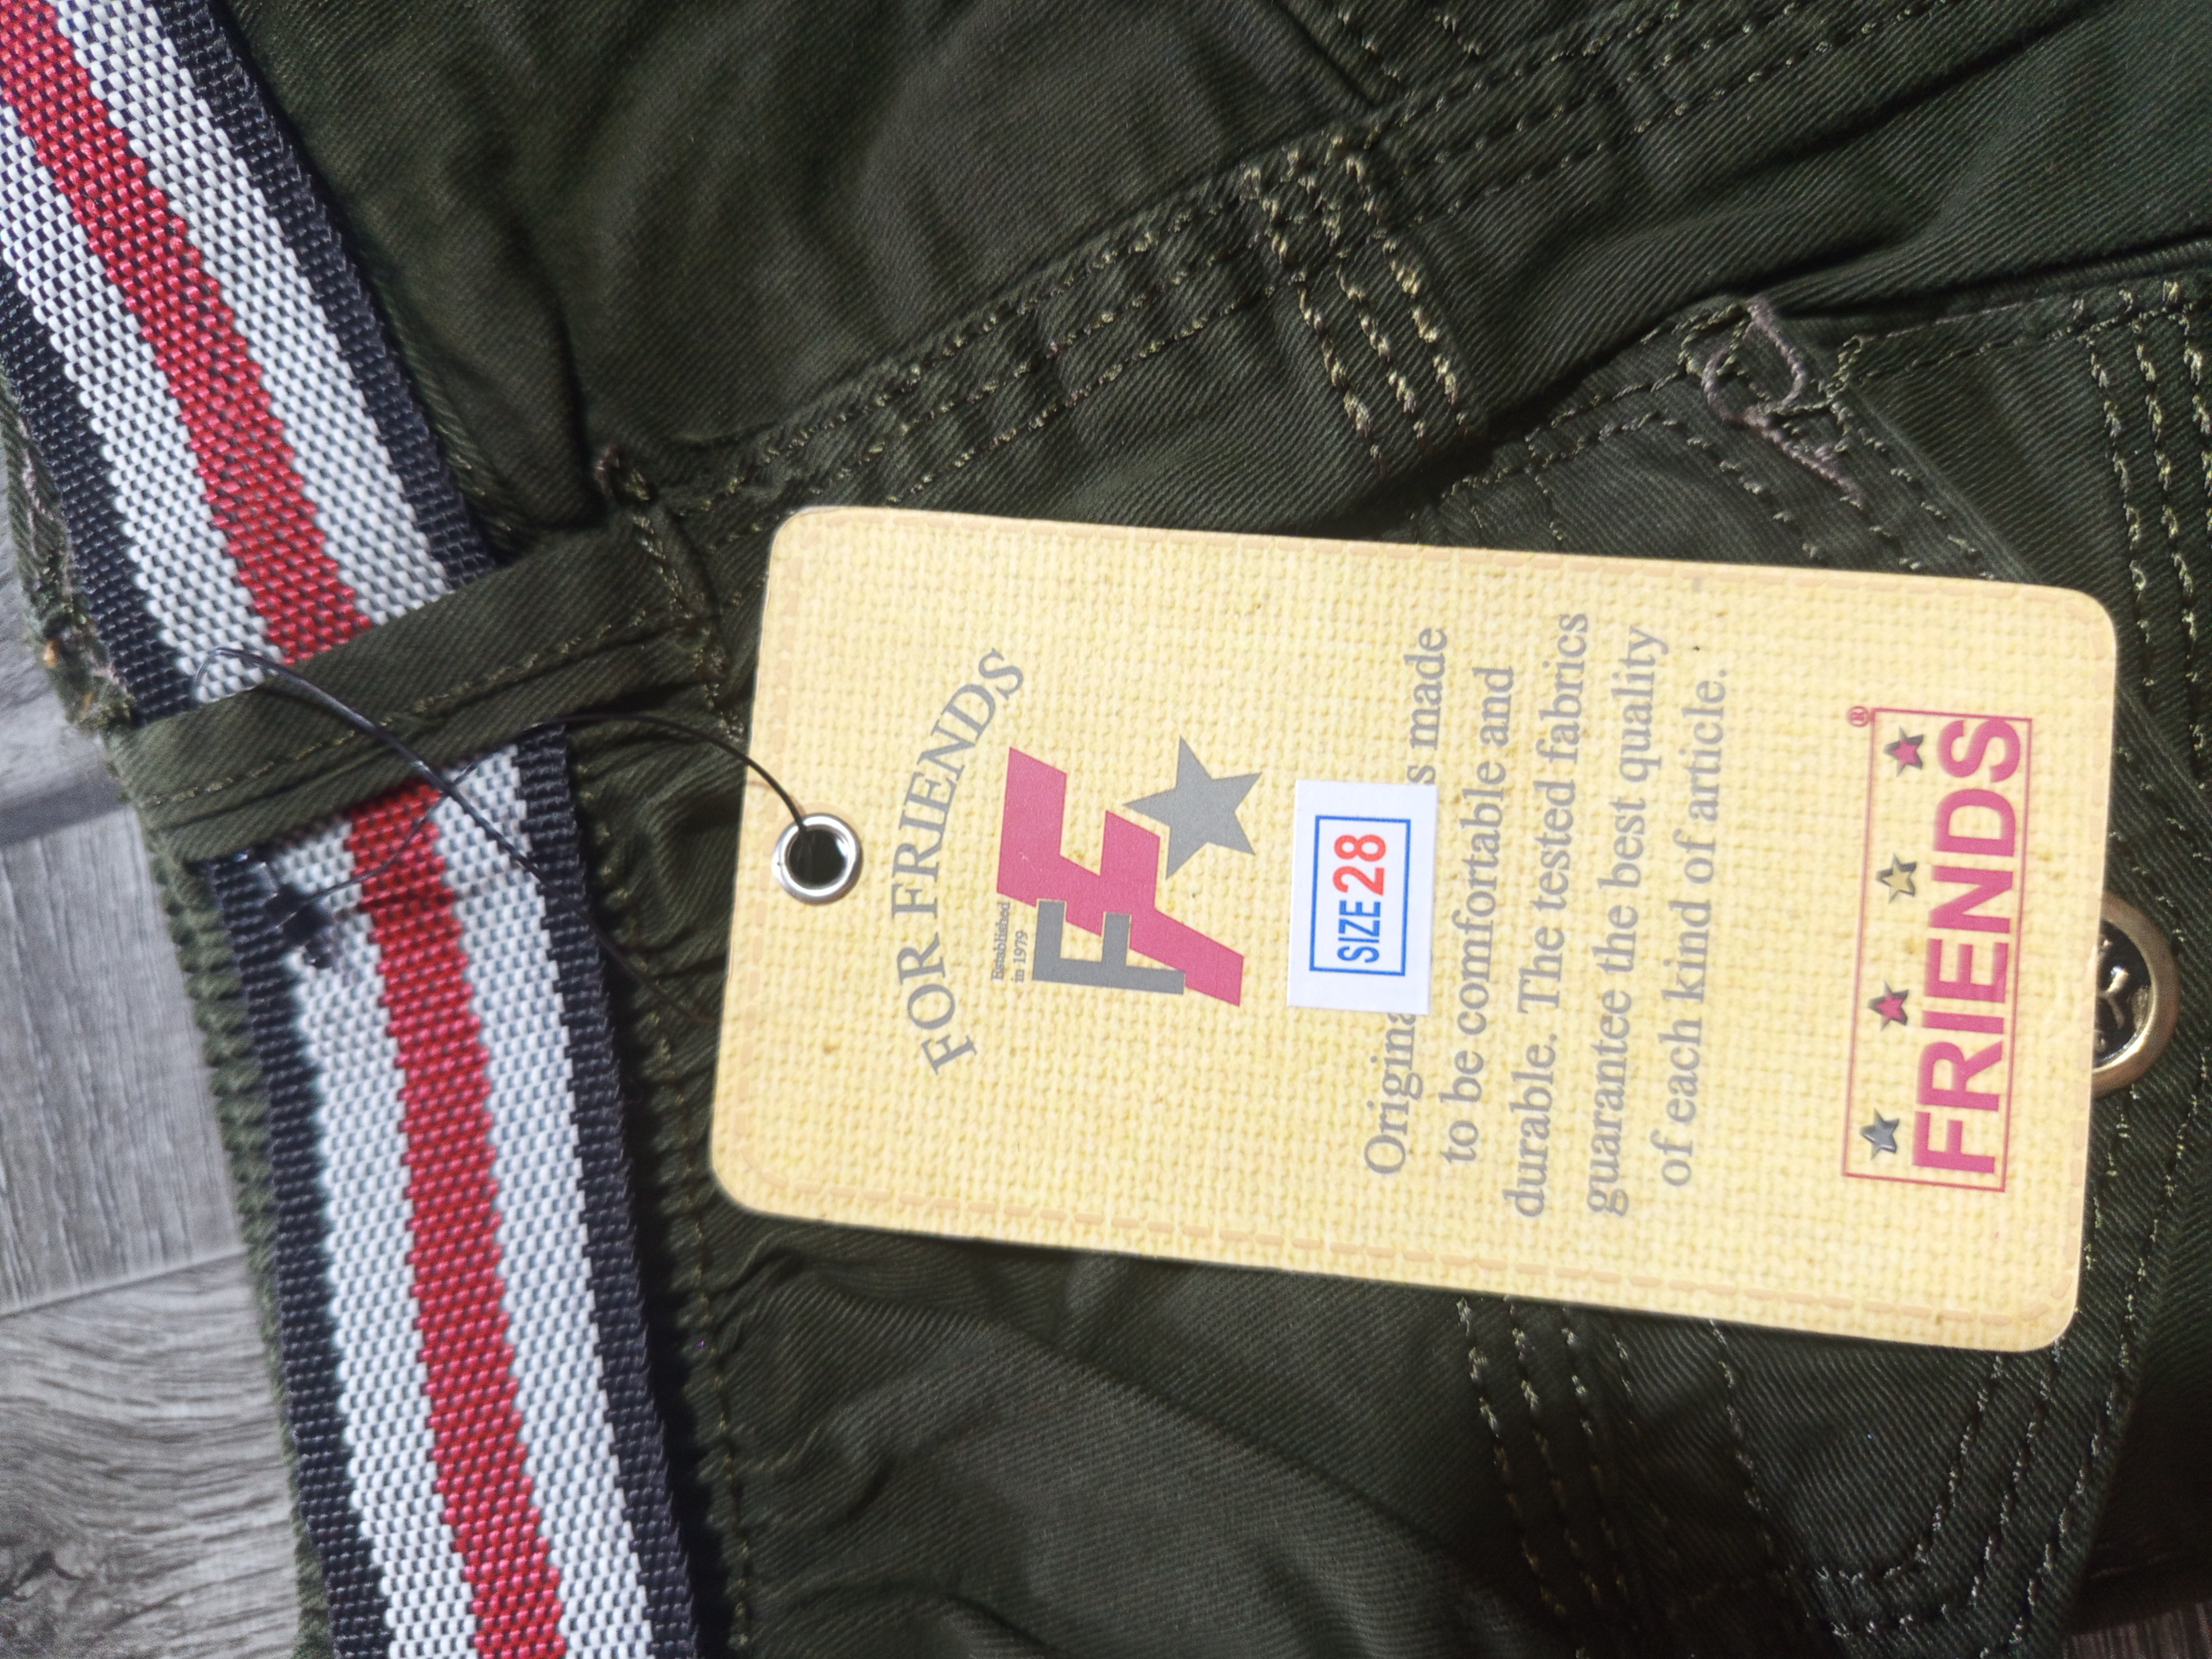 FOR FRIENDS
Established
in 1979
FF
SIZE 28
made
to be comfortable and
durable. The tested fabrics
guarantee the best quality
of each kind of article.
FRIENDS®